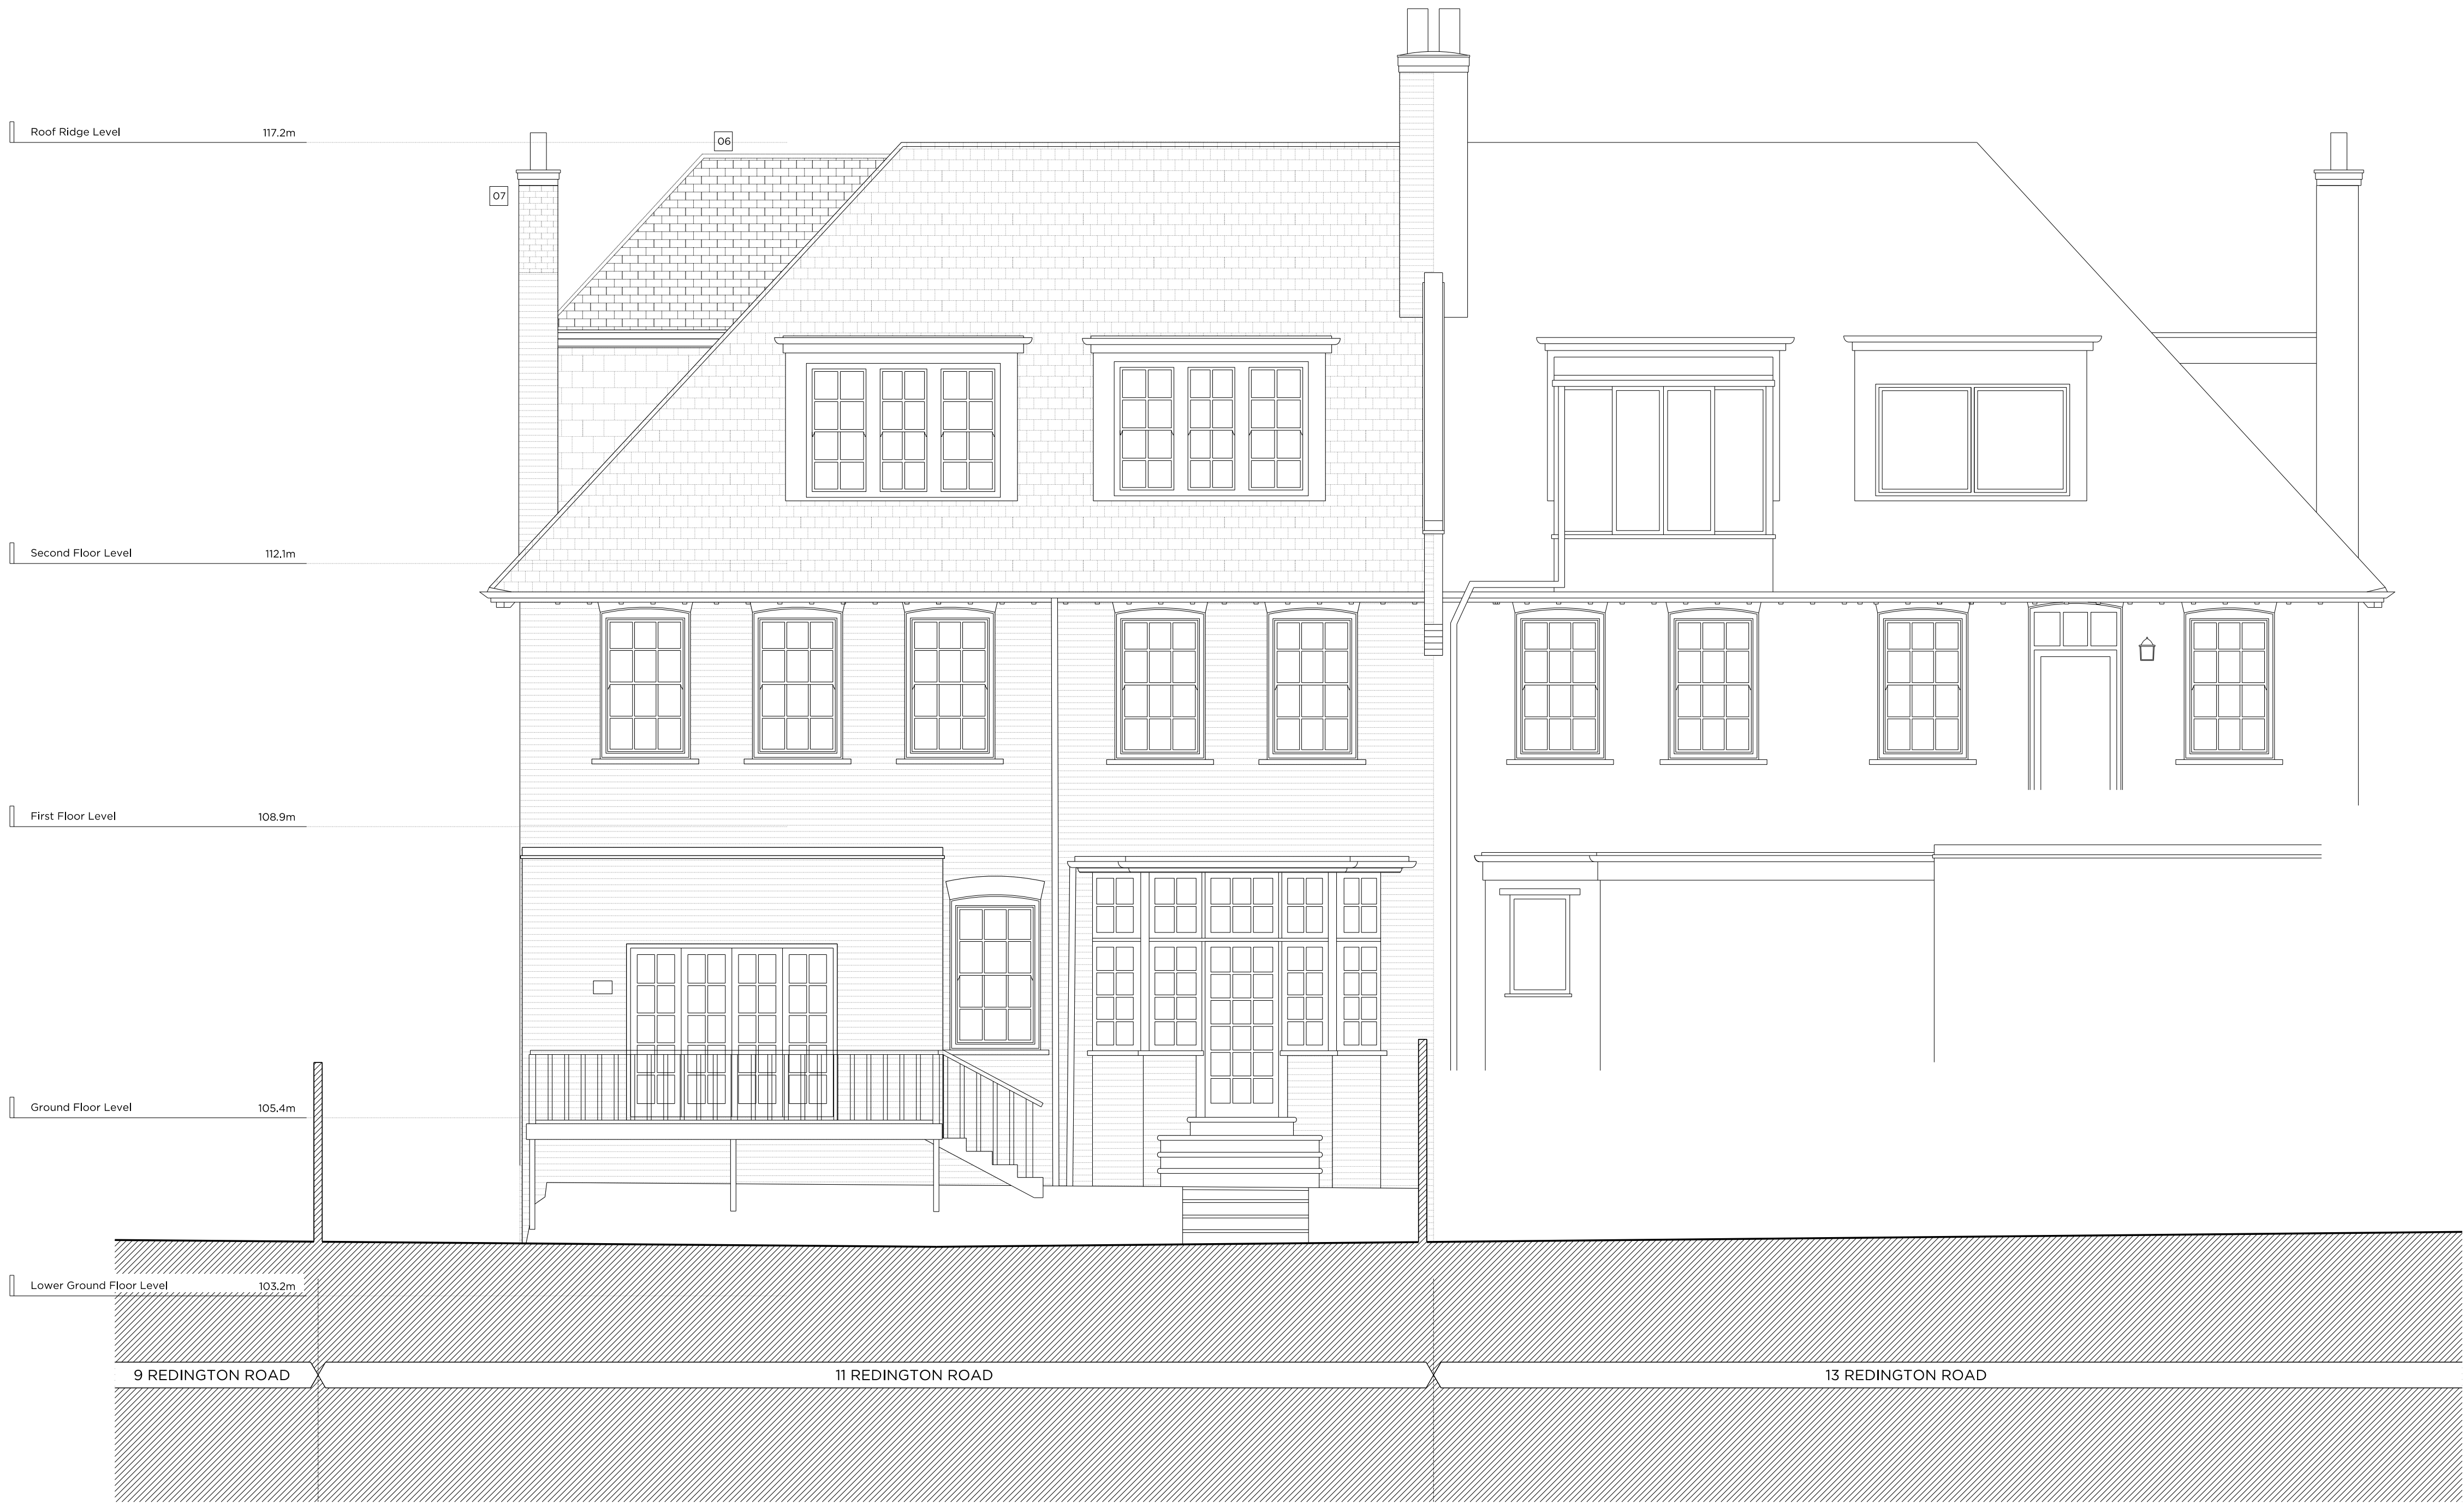 Roof Ridge Level 117.2m
06
07
Second Floor Level 112.1m
First Floor Level 108.9m
Ground Floor Level 105.4m
Lower Ground Floor Level 103.2m
9 REDINGTON ROAD 11 REDINGTON ROAD 13 REDINGTON ROAD